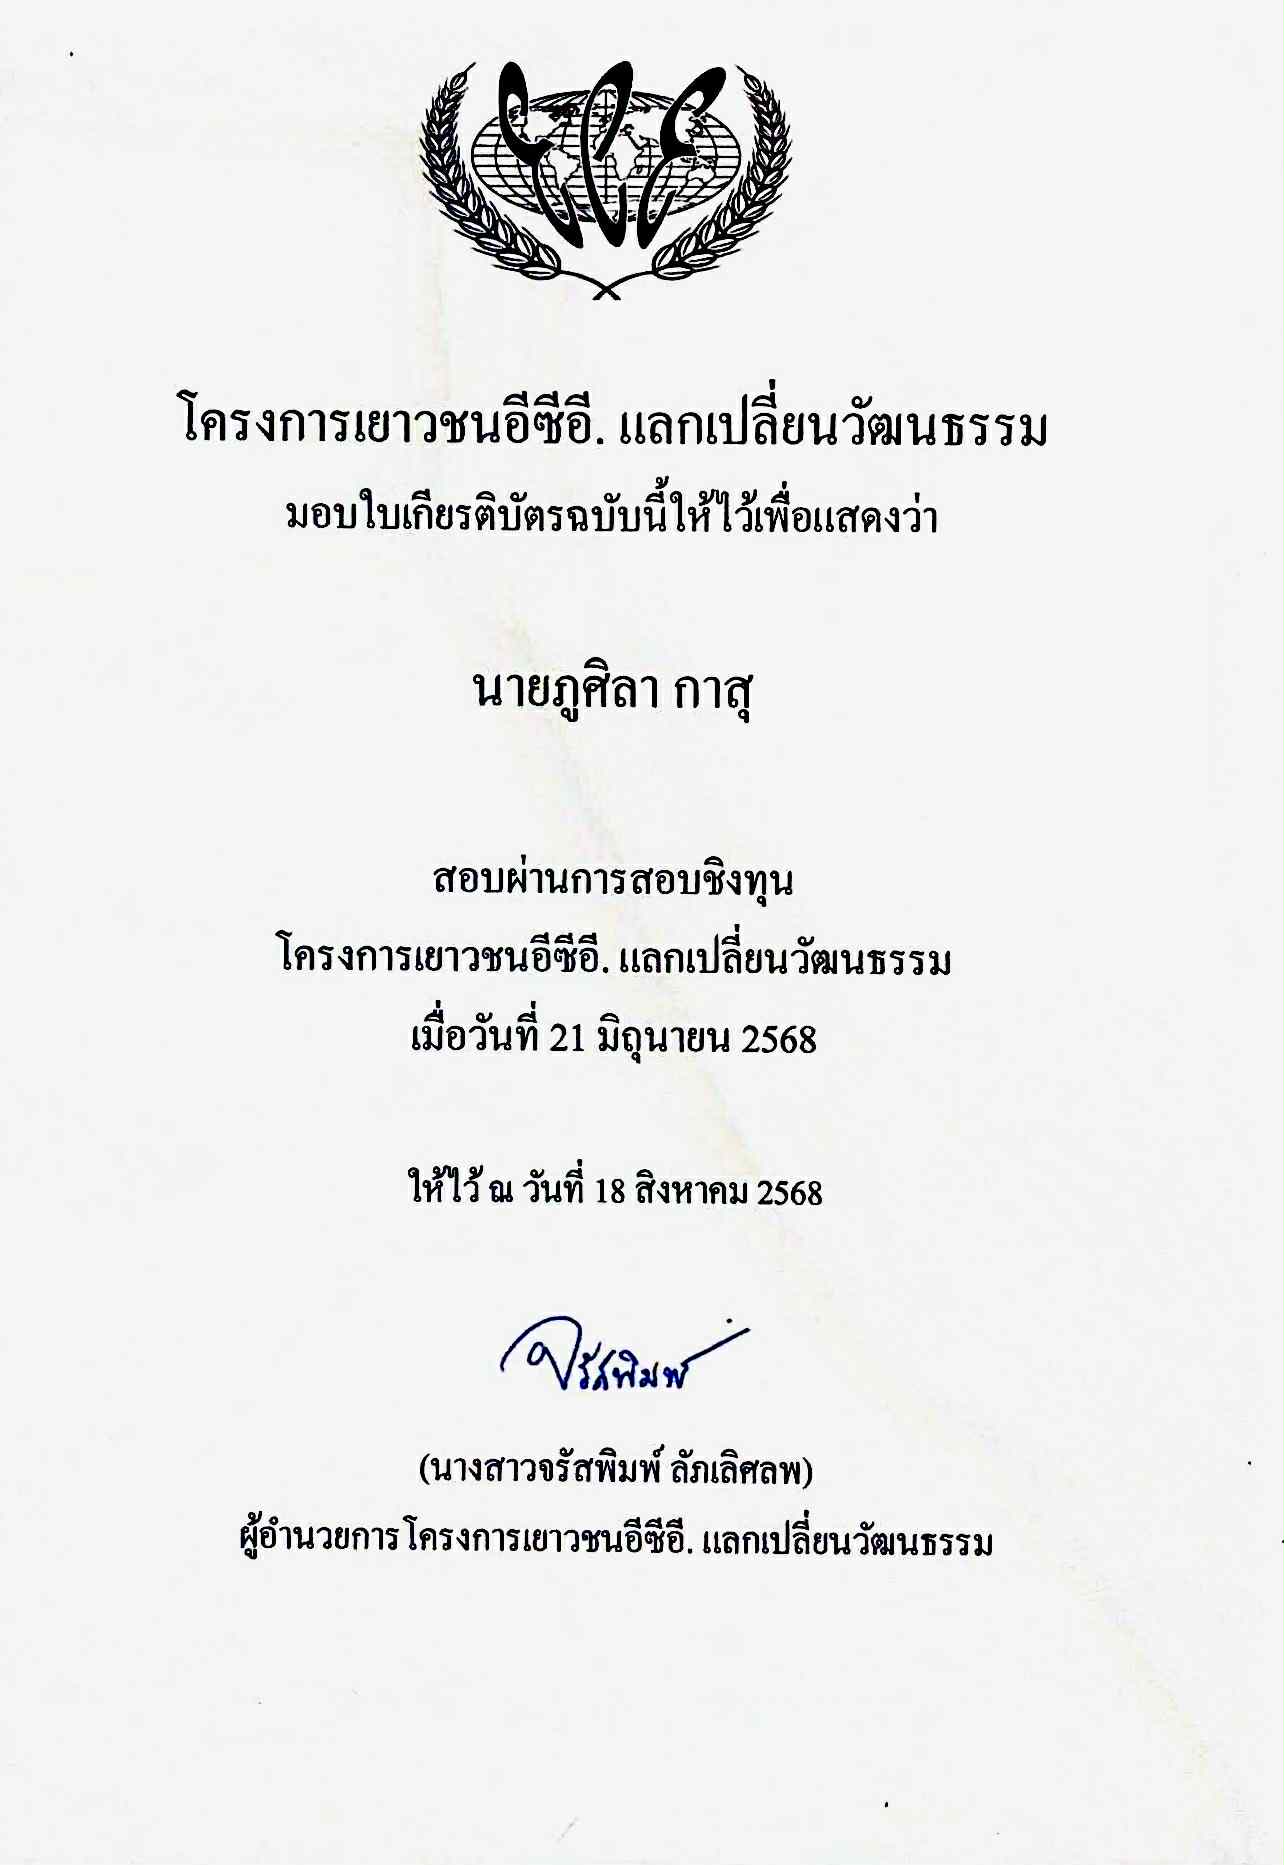 ECE
โครงการเยาวชนอีซีอี. แลกเปลี่ยนวัฒนธรรม
มอบใบเกียรติบัตรฉบับนี้ให้ไว้เพื่อแสดงว่า
นายภูศิลา กาสุ
สอบผ่านการสอบชิงทุน
โครงการเยาวชนอีซีอี. แลกเปลี่ยนวัฒนธรรม
เมื่อวันที่ 21 มิถุนายน 2568
ให้ไว้ ณ วันที่ 18 สิงหาคม 2568
จรัสพิมพ์
(นางสาวจรัสพิมพ์ ลัภเลิศลพ)
ผู้อำนวยการโครงการเยาวชนอีซีอี. แลกเปลี่ยนวัฒนธรรม